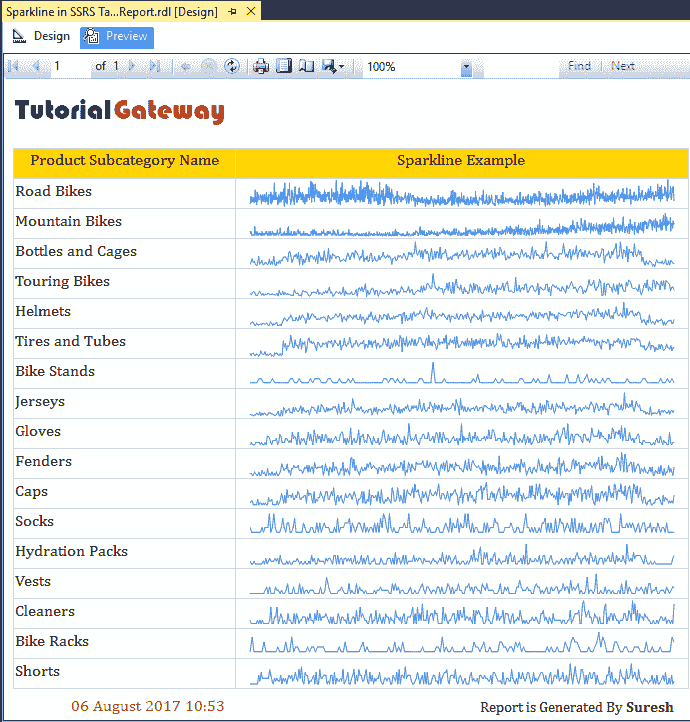 Sparkline in SSRS Ta...Report.rdl [Design]
Design Preview
1 of 1 100% Find Next
TutorialGateway
Product Subcategory Name Sparkline Example
Road Bikes
Mountain Bikes
Bottles and Cages
Touring Bikes
Helmets
Tires and Tubes
Bike Stands
Jerseys
Gloves
Fenders
Caps
Socks
Hydration Packs
Vests
Cleaners
Bike Racks
Shorts
06 August 2017 10:53 Report is Generated By Suresh